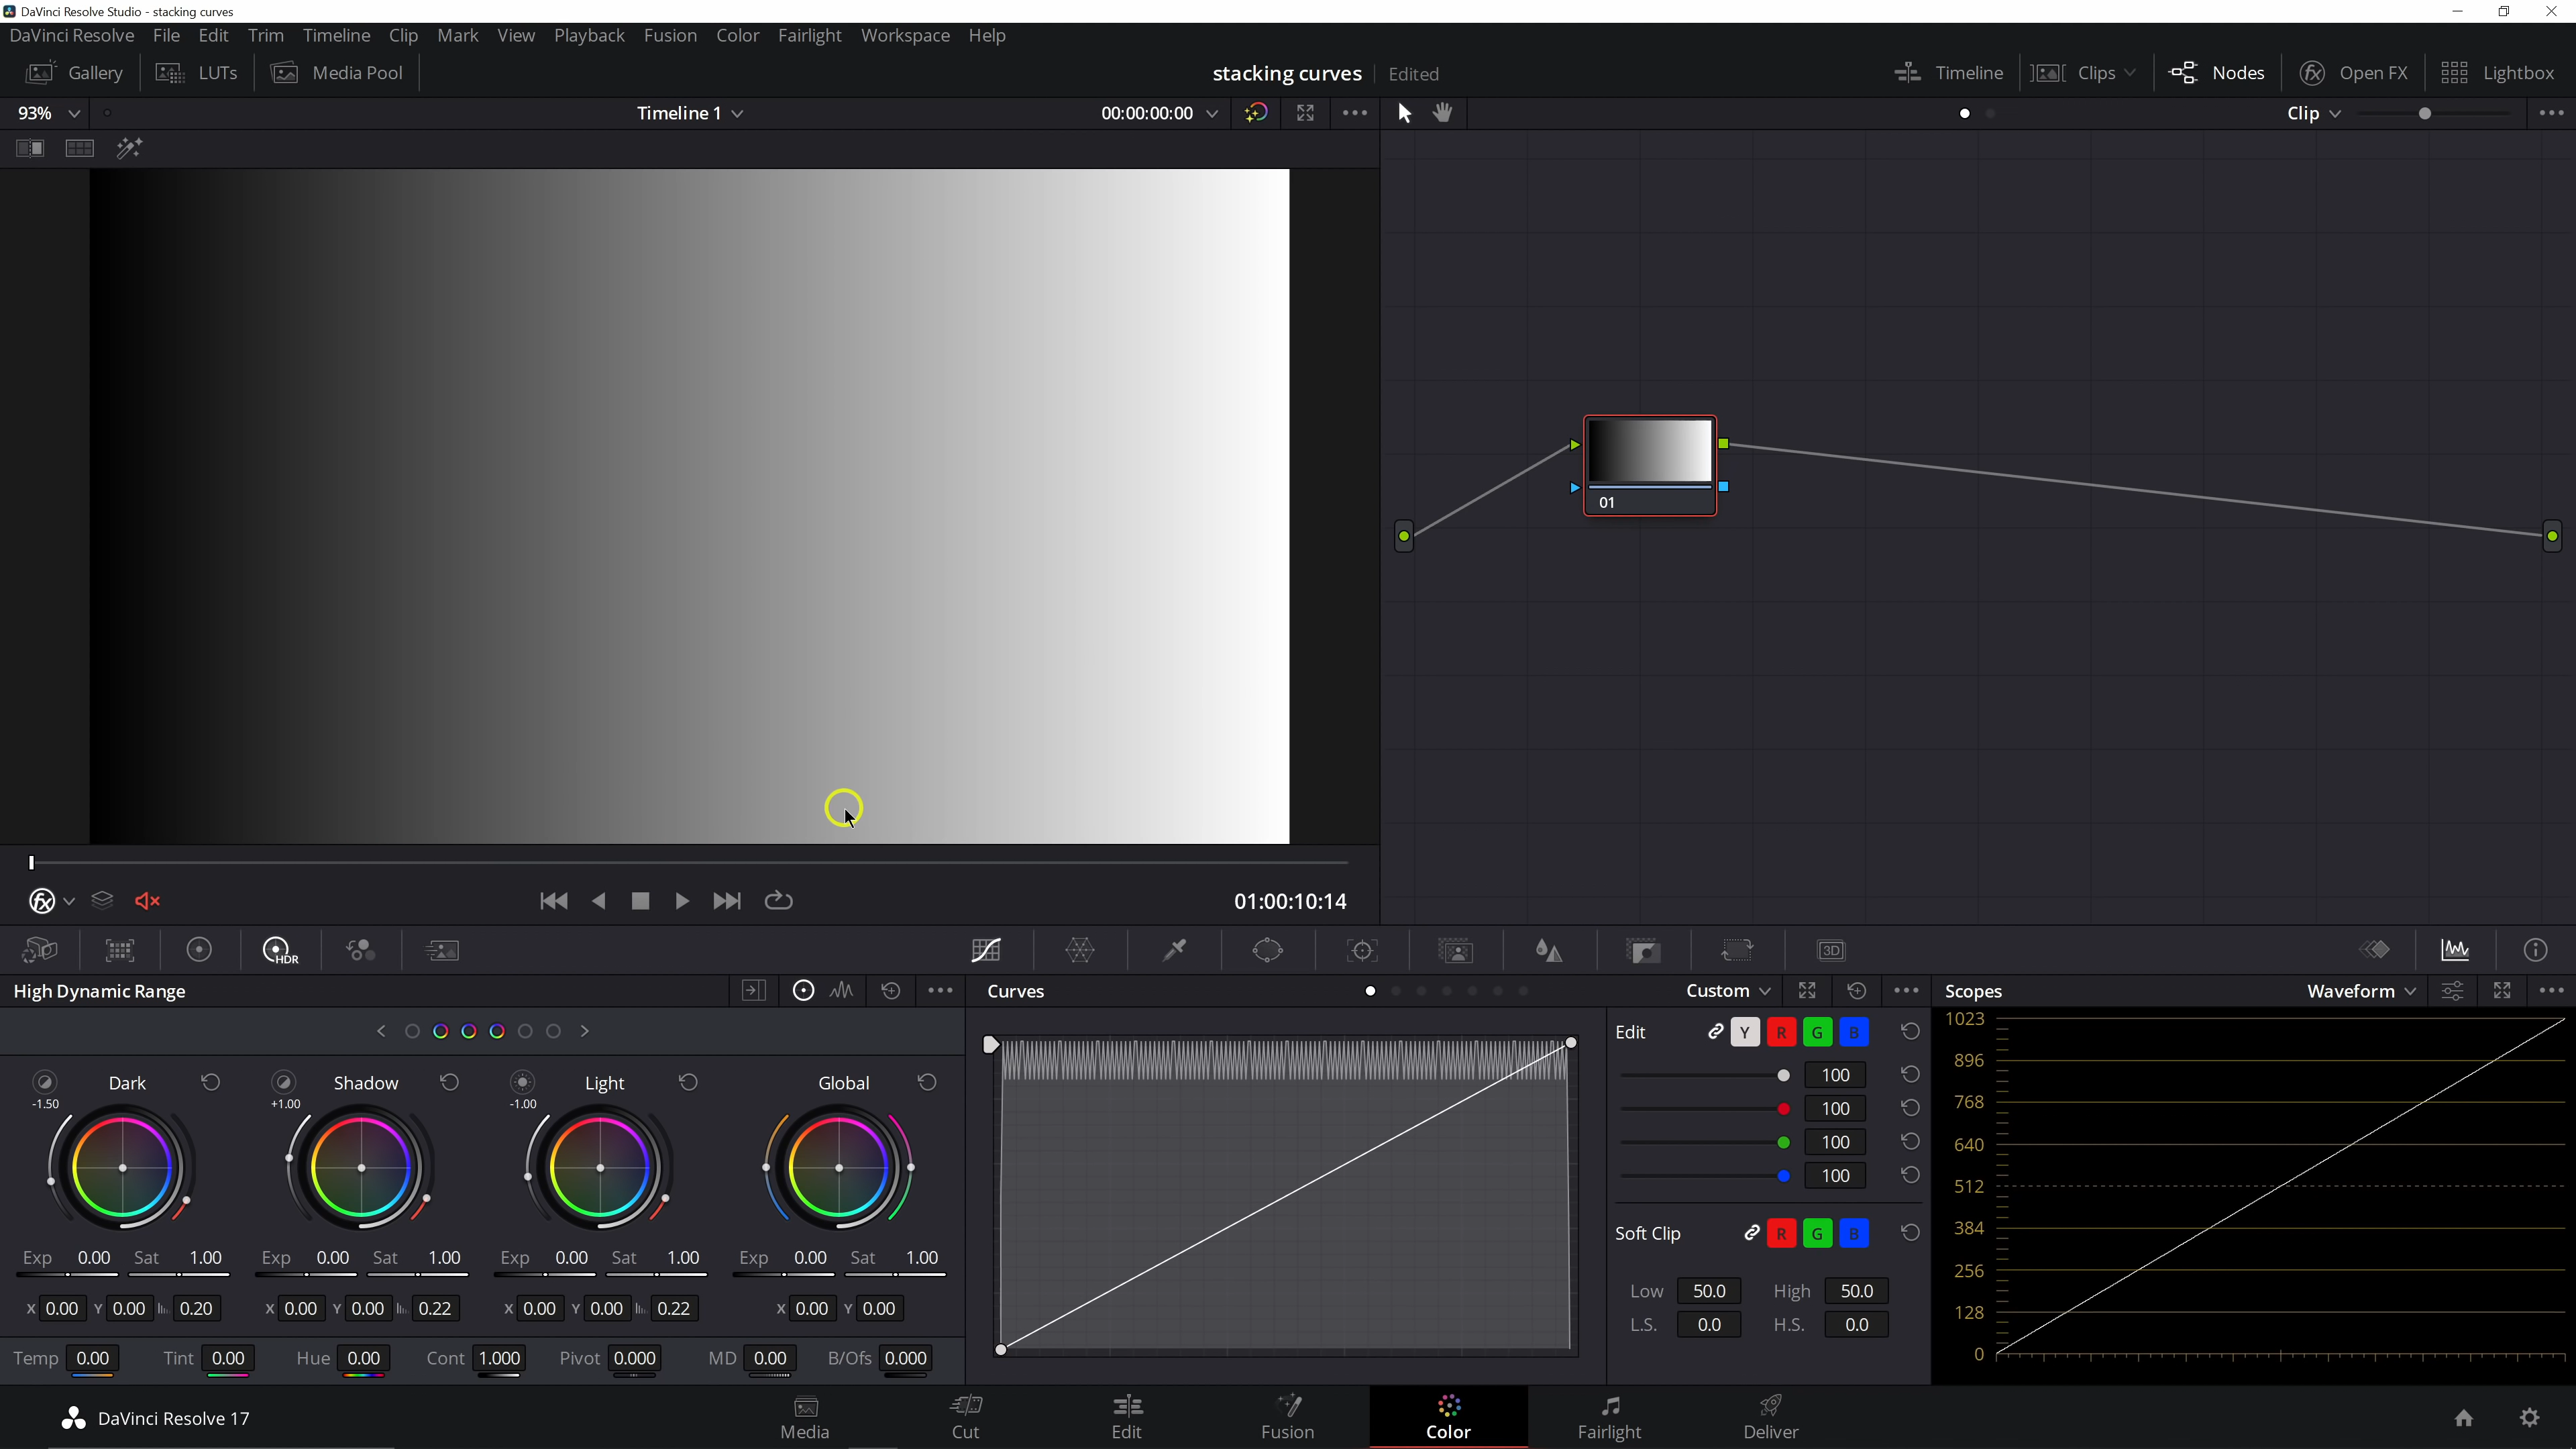 DaVinci Resolve Studio - stacking curves
DaVinci Resolve File Edit Trim Timeline Clip Mark View Playback Fusion Color Fairlight Workspace Help
Gallery LUTs Media Pool stacking curves Edited Timeline Clips Nodes fx Open FX Lightbox
93% Timeline 1 00:00:00:00 Clip
01
fx 01:00:10:14
HDR 3D
High Dynamic Range Curves Custom Scopes Waveform
Edit Y R G B
Dark Shadow Light Global
-1.50 +1.00 -1.00
100
100
100
100
Soft Clip R G B
Exp 0.00 Sat 1.00 Exp 0.00 Sat 1.00 Exp 0.00 Sat 1.00 Exp 0.00 Sat 1.00
X 0.00 Y 0.00 0.20 X 0.00 Y 0.00 0.22 X 0.00 Y 0.00 0.22 X 0.00 Y 0.00
Low 50.0 High 50.0
L.S. 0.0 H.S. 0.0
Temp 0.00 Tint 0.00 Hue 0.00 Cont 1.000 Pivot 0.000 MD 0.00 B/Ofs 0.000
1023
896
768
640
512
384
256
128
0
DaVinci Resolve 17 Media Cut Edit Fusion Color Fairlight Deliver